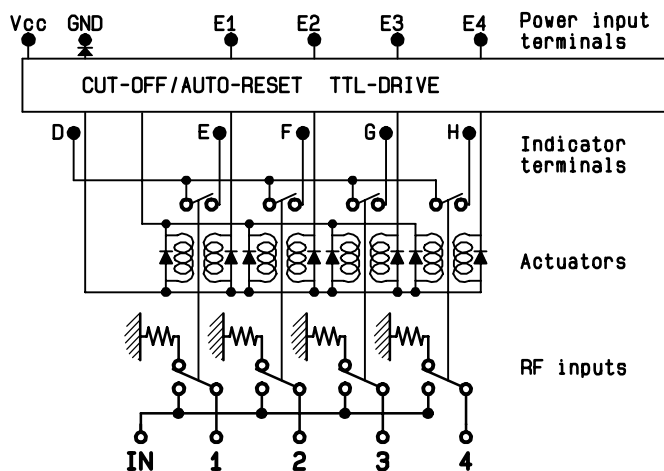 Vcc GND E1 E2 E3 E4 Power input
terminals
CUT-OFF/AUTO-RESET TTL-DRIVE
D E F G H Indicator
terminals
Actuators
RF inputs
IN 1 2 3 4